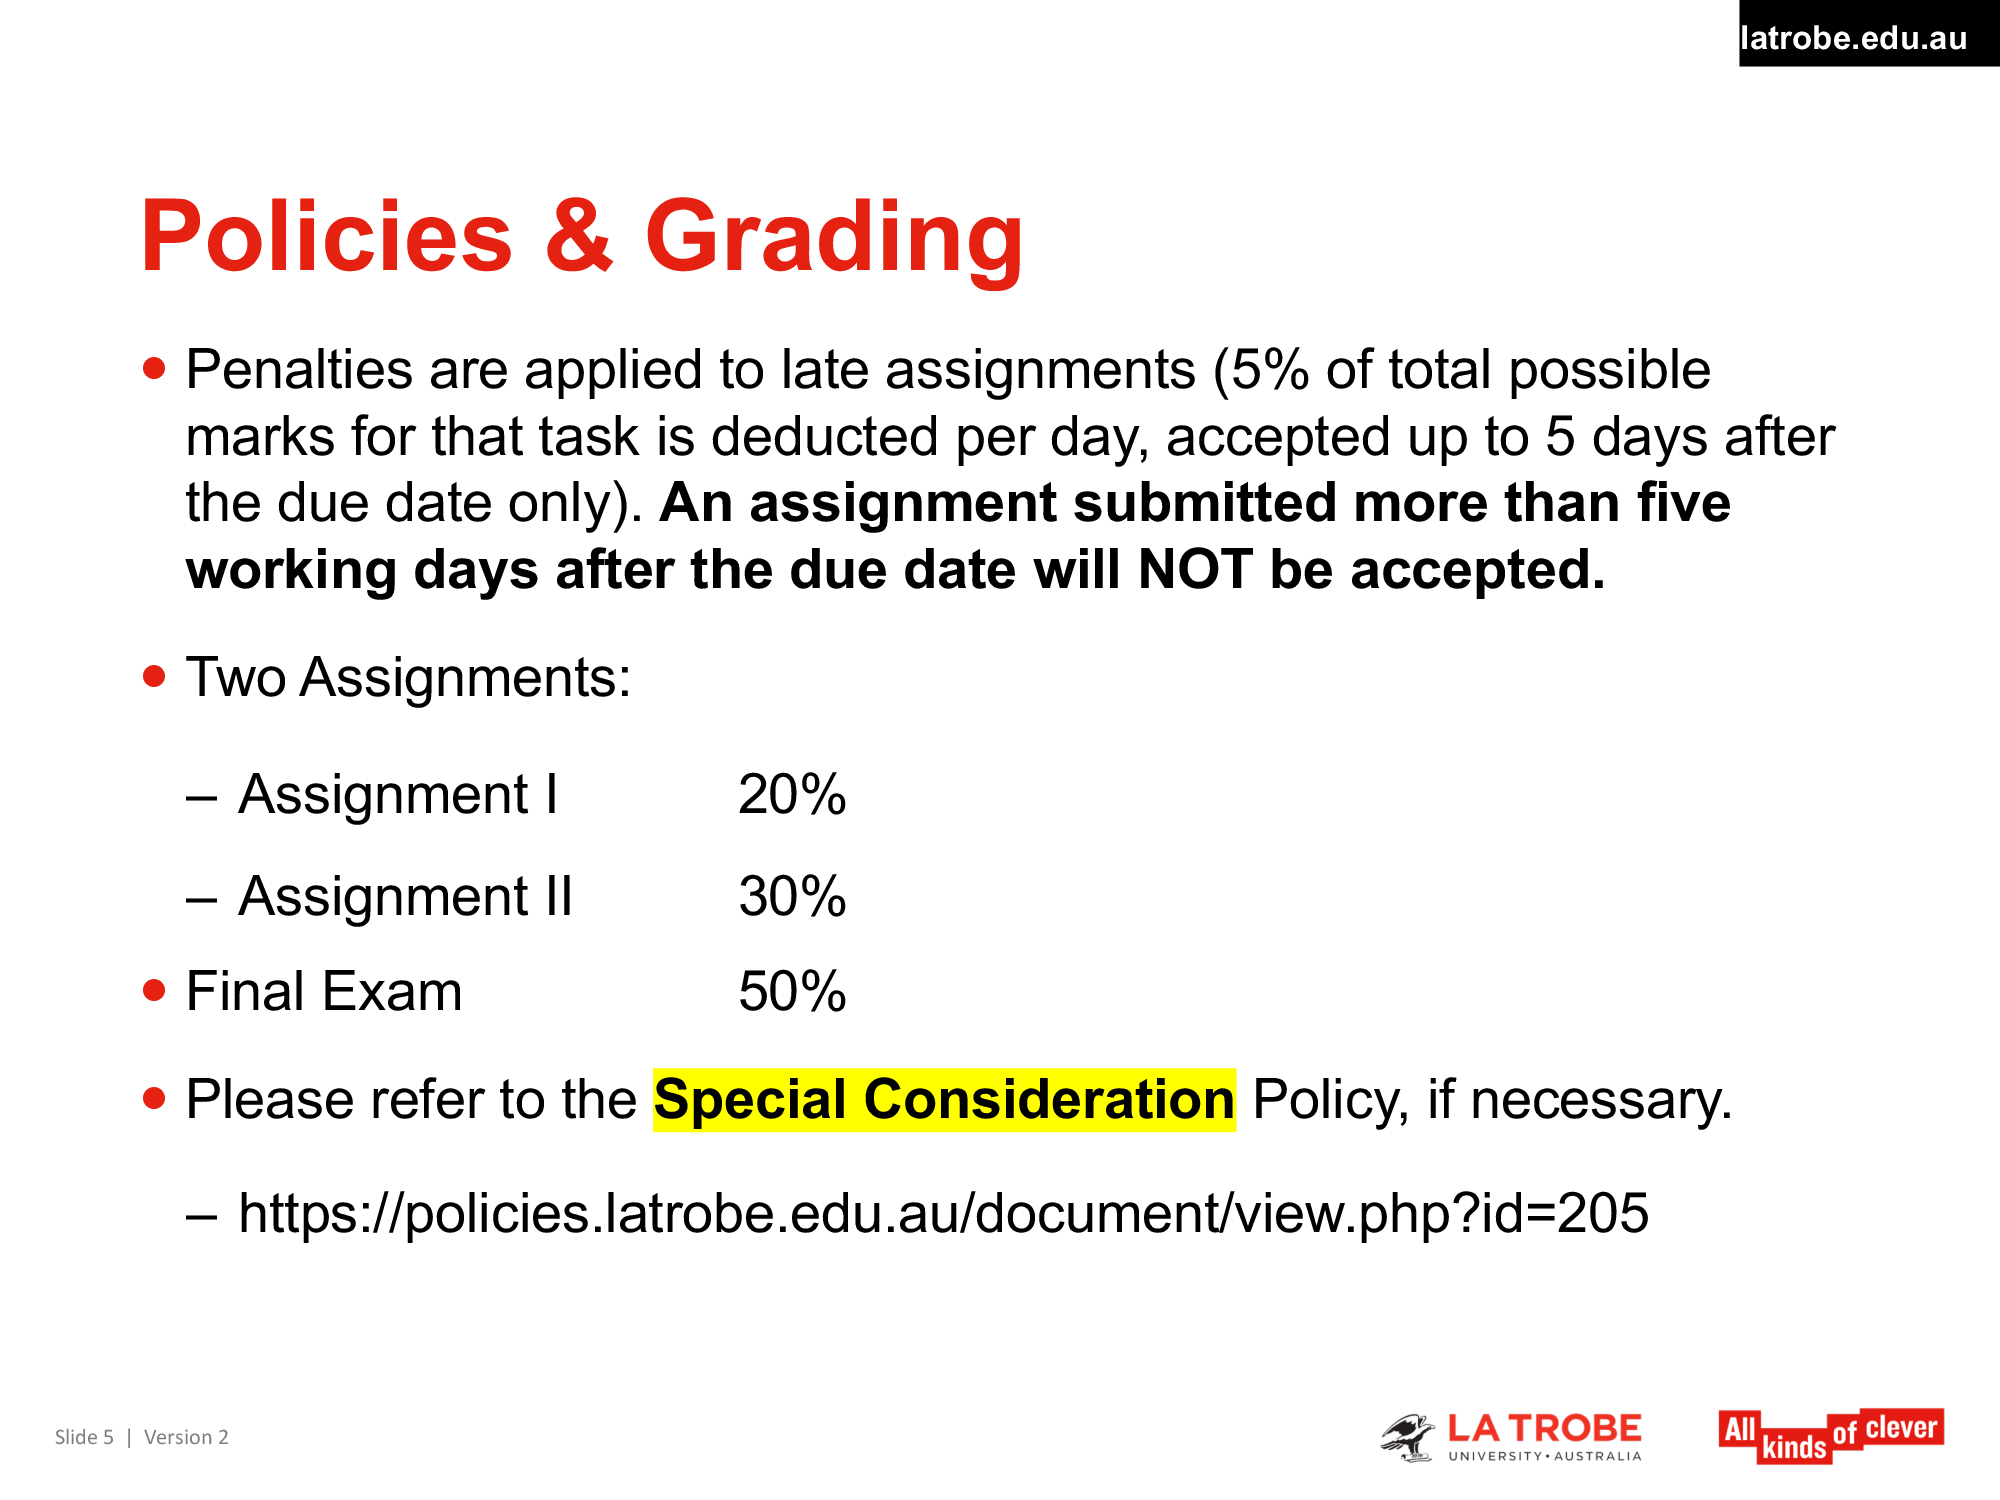 latrobe.edu.au
Policies & Grading
• Penalties are applied to late assignments (5% of total possible
marks for that task is deducted per day, accepted up to 5 days after
the due date only). An assignment submitted more than five
working days after the due date will NOT be accepted.
• Two Assignments:
– Assignment I 20%
– Assignment II 30%
• Final Exam 50%
• Please refer to the Special Consideration Policy, if necessary.
– https://policies.latrobe.edu.au/document/view.php?id=205
Slide 5 | Version 2
LA TROBE
UNIVERSITY • AUSTRALIA
All kinds of clever